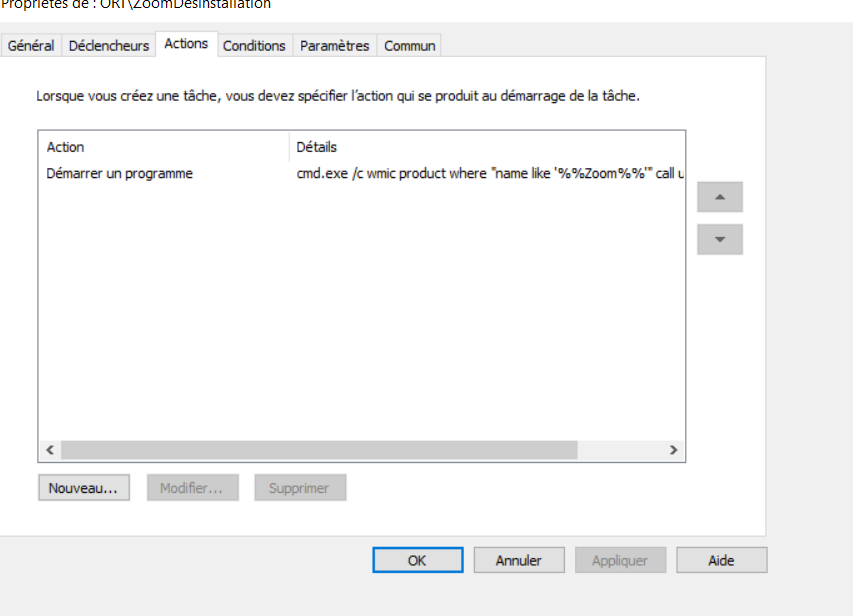 Propriétés de : ORT\ZoomDesinstallation
Général Déclencheurs Actions Conditions Paramètres Commun
Lorsque vous créez une tâche, vous devez spécifier l'action qui se produit au démarrage de la tâche.
Action Détails
Démarrer un programme cmd.exe /c wmic product where "name like '%%Zoom%%'" call u
Nouveau... Modifier... Supprimer
OK Annuler Appliquer Aide